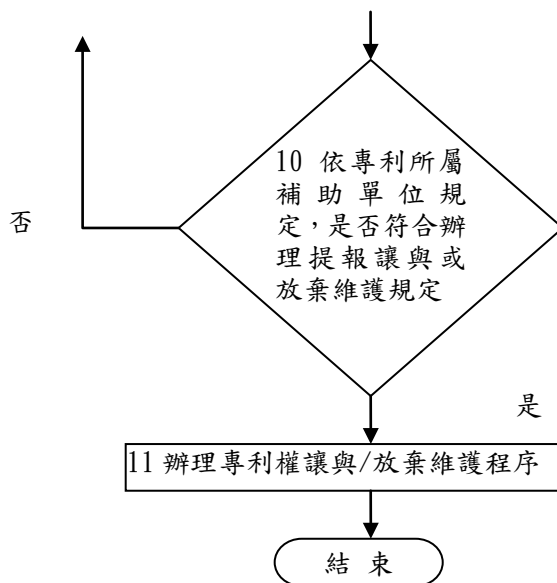 10 依專利所屬
補助單位規
定，是否符合辦
理提報讓與或
放棄維護規定
否
是
11 辦理專利權讓與/放棄維護程序
結 束